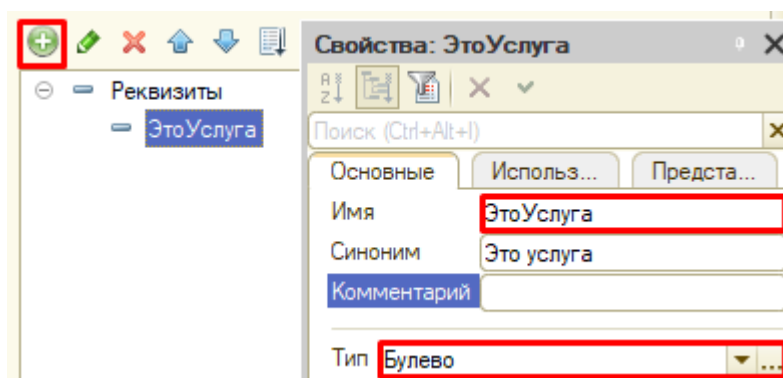 Свойства: ЭтоУслуга
Реквизиты
ЭтоУслуга
Поиск (Ctrl+Alt+I)
Основные
Использ...
Предста...
Имя
ЭтоУслуга
Синоним
Это услуга
Комментарий
Тип
Булево
...